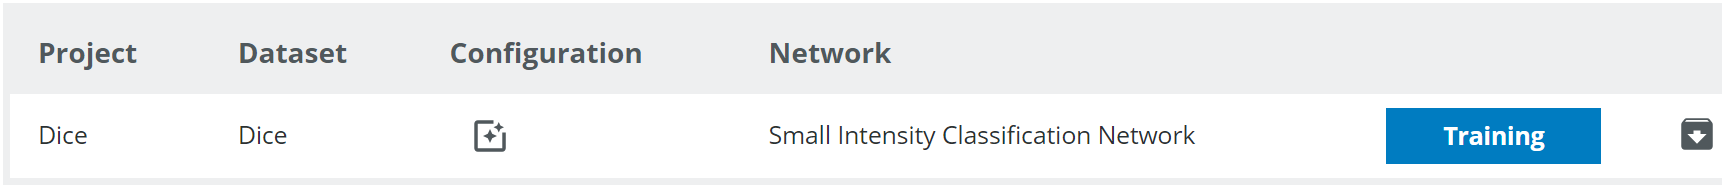 Project Dataset Configuration Network
Dice Dice Small Intensity Classification Network Training